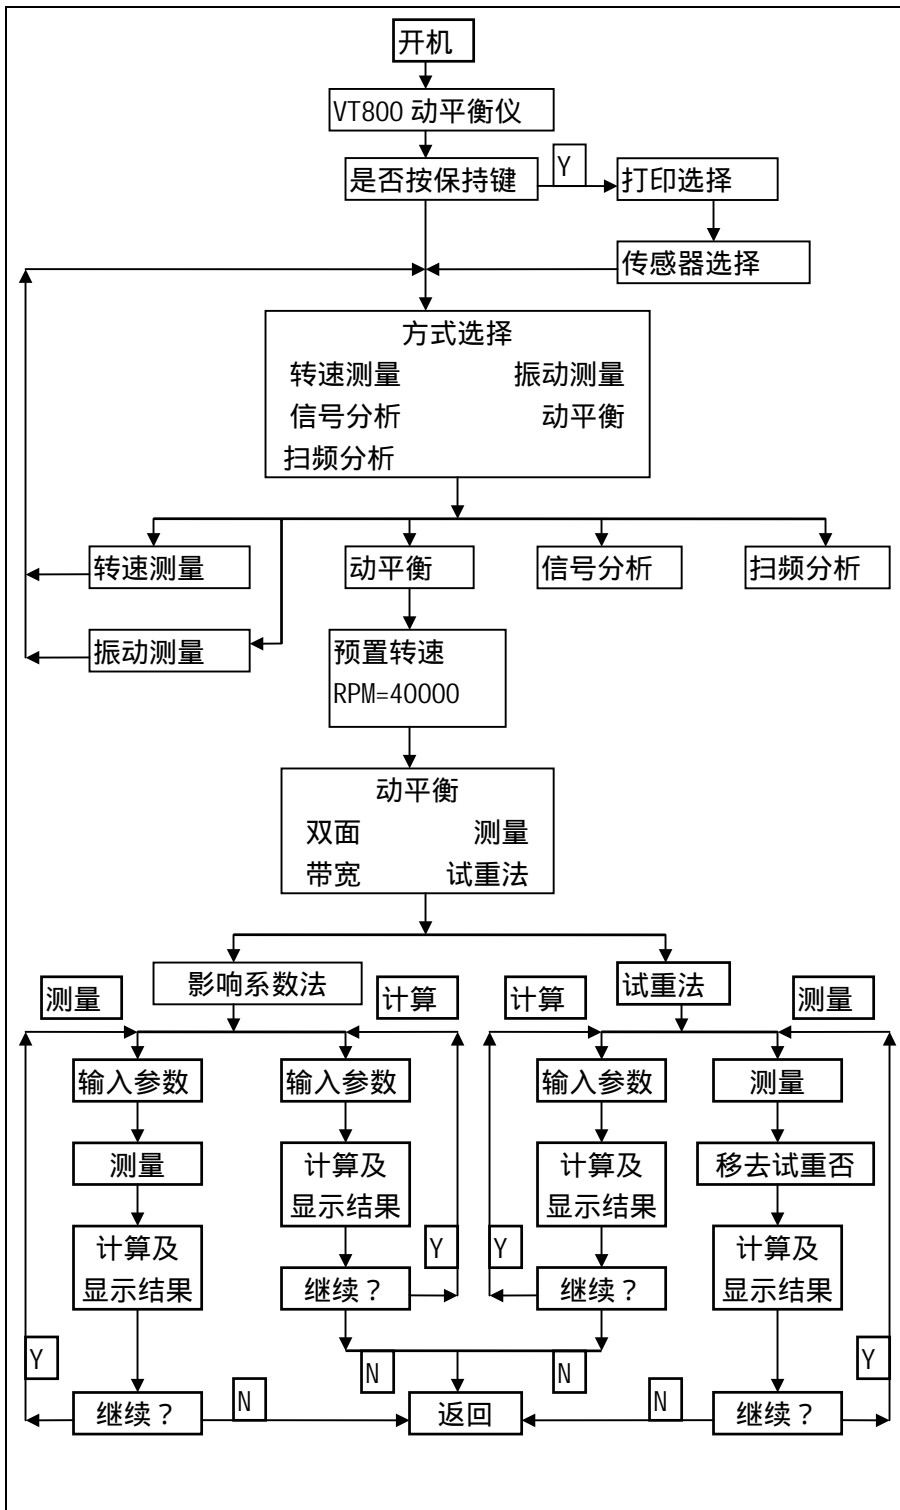 开机
VT800 动平衡仪
Y
是否按保持键
打印选择
传感器选择
方式选择
转速测量 振动测量
信号分析 动平衡
扫频分析
转速测量
动平衡
信号分析
扫频分析
振动测量
预置转速
RPM=40000
动平衡
双面 测量
带宽 试重法
影响系数法
试重法
测量
计算
计算
测量
输入参数
输入参数
输入参数
测量
测量
计算及
显示结果
计算及
显示结果
移去试重否
计算及
显示结果
计算及
显示结果
Y
Y
继续？
继续？
Y
N
N
Y
继续？
N
返回
N
继续？